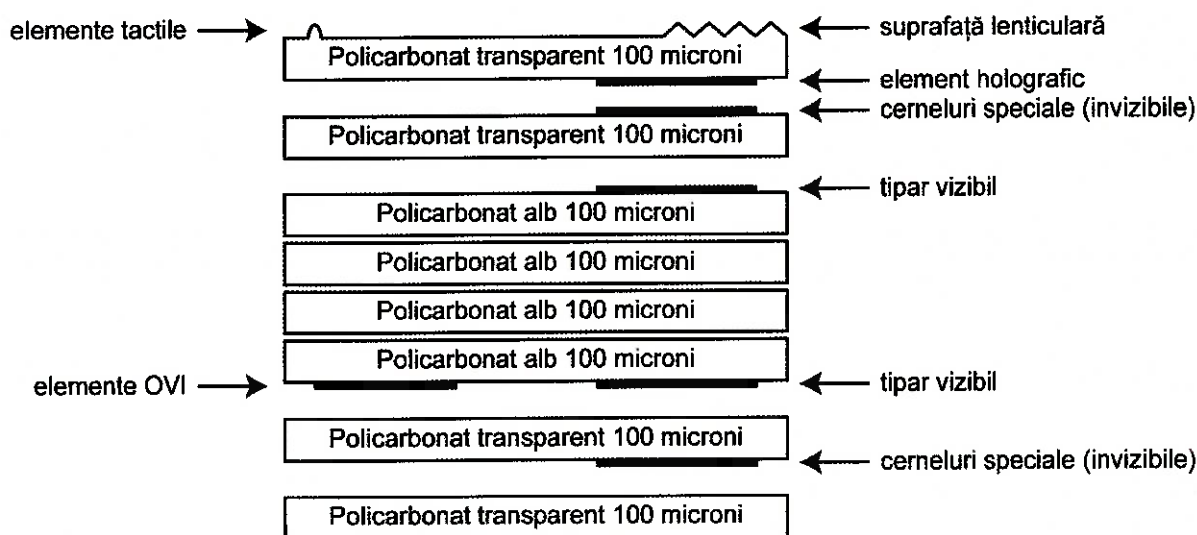 elemente tactile
suprafață lenticulară
Policarbonat transparent 100 microni
element holografic
cerneluri speciale (invizibile)
Policarbonat transparent 100 microni
tipar vizibil
Policarbonat alb 100 microni
Policarbonat alb 100 microni
Policarbonat alb 100 microni
Policarbonat alb 100 microni
elemente OVI
tipar vizibil
Policarbonat transparent 100 microni
cerneluri speciale (invizibile)
Policarbonat transparent 100 microni